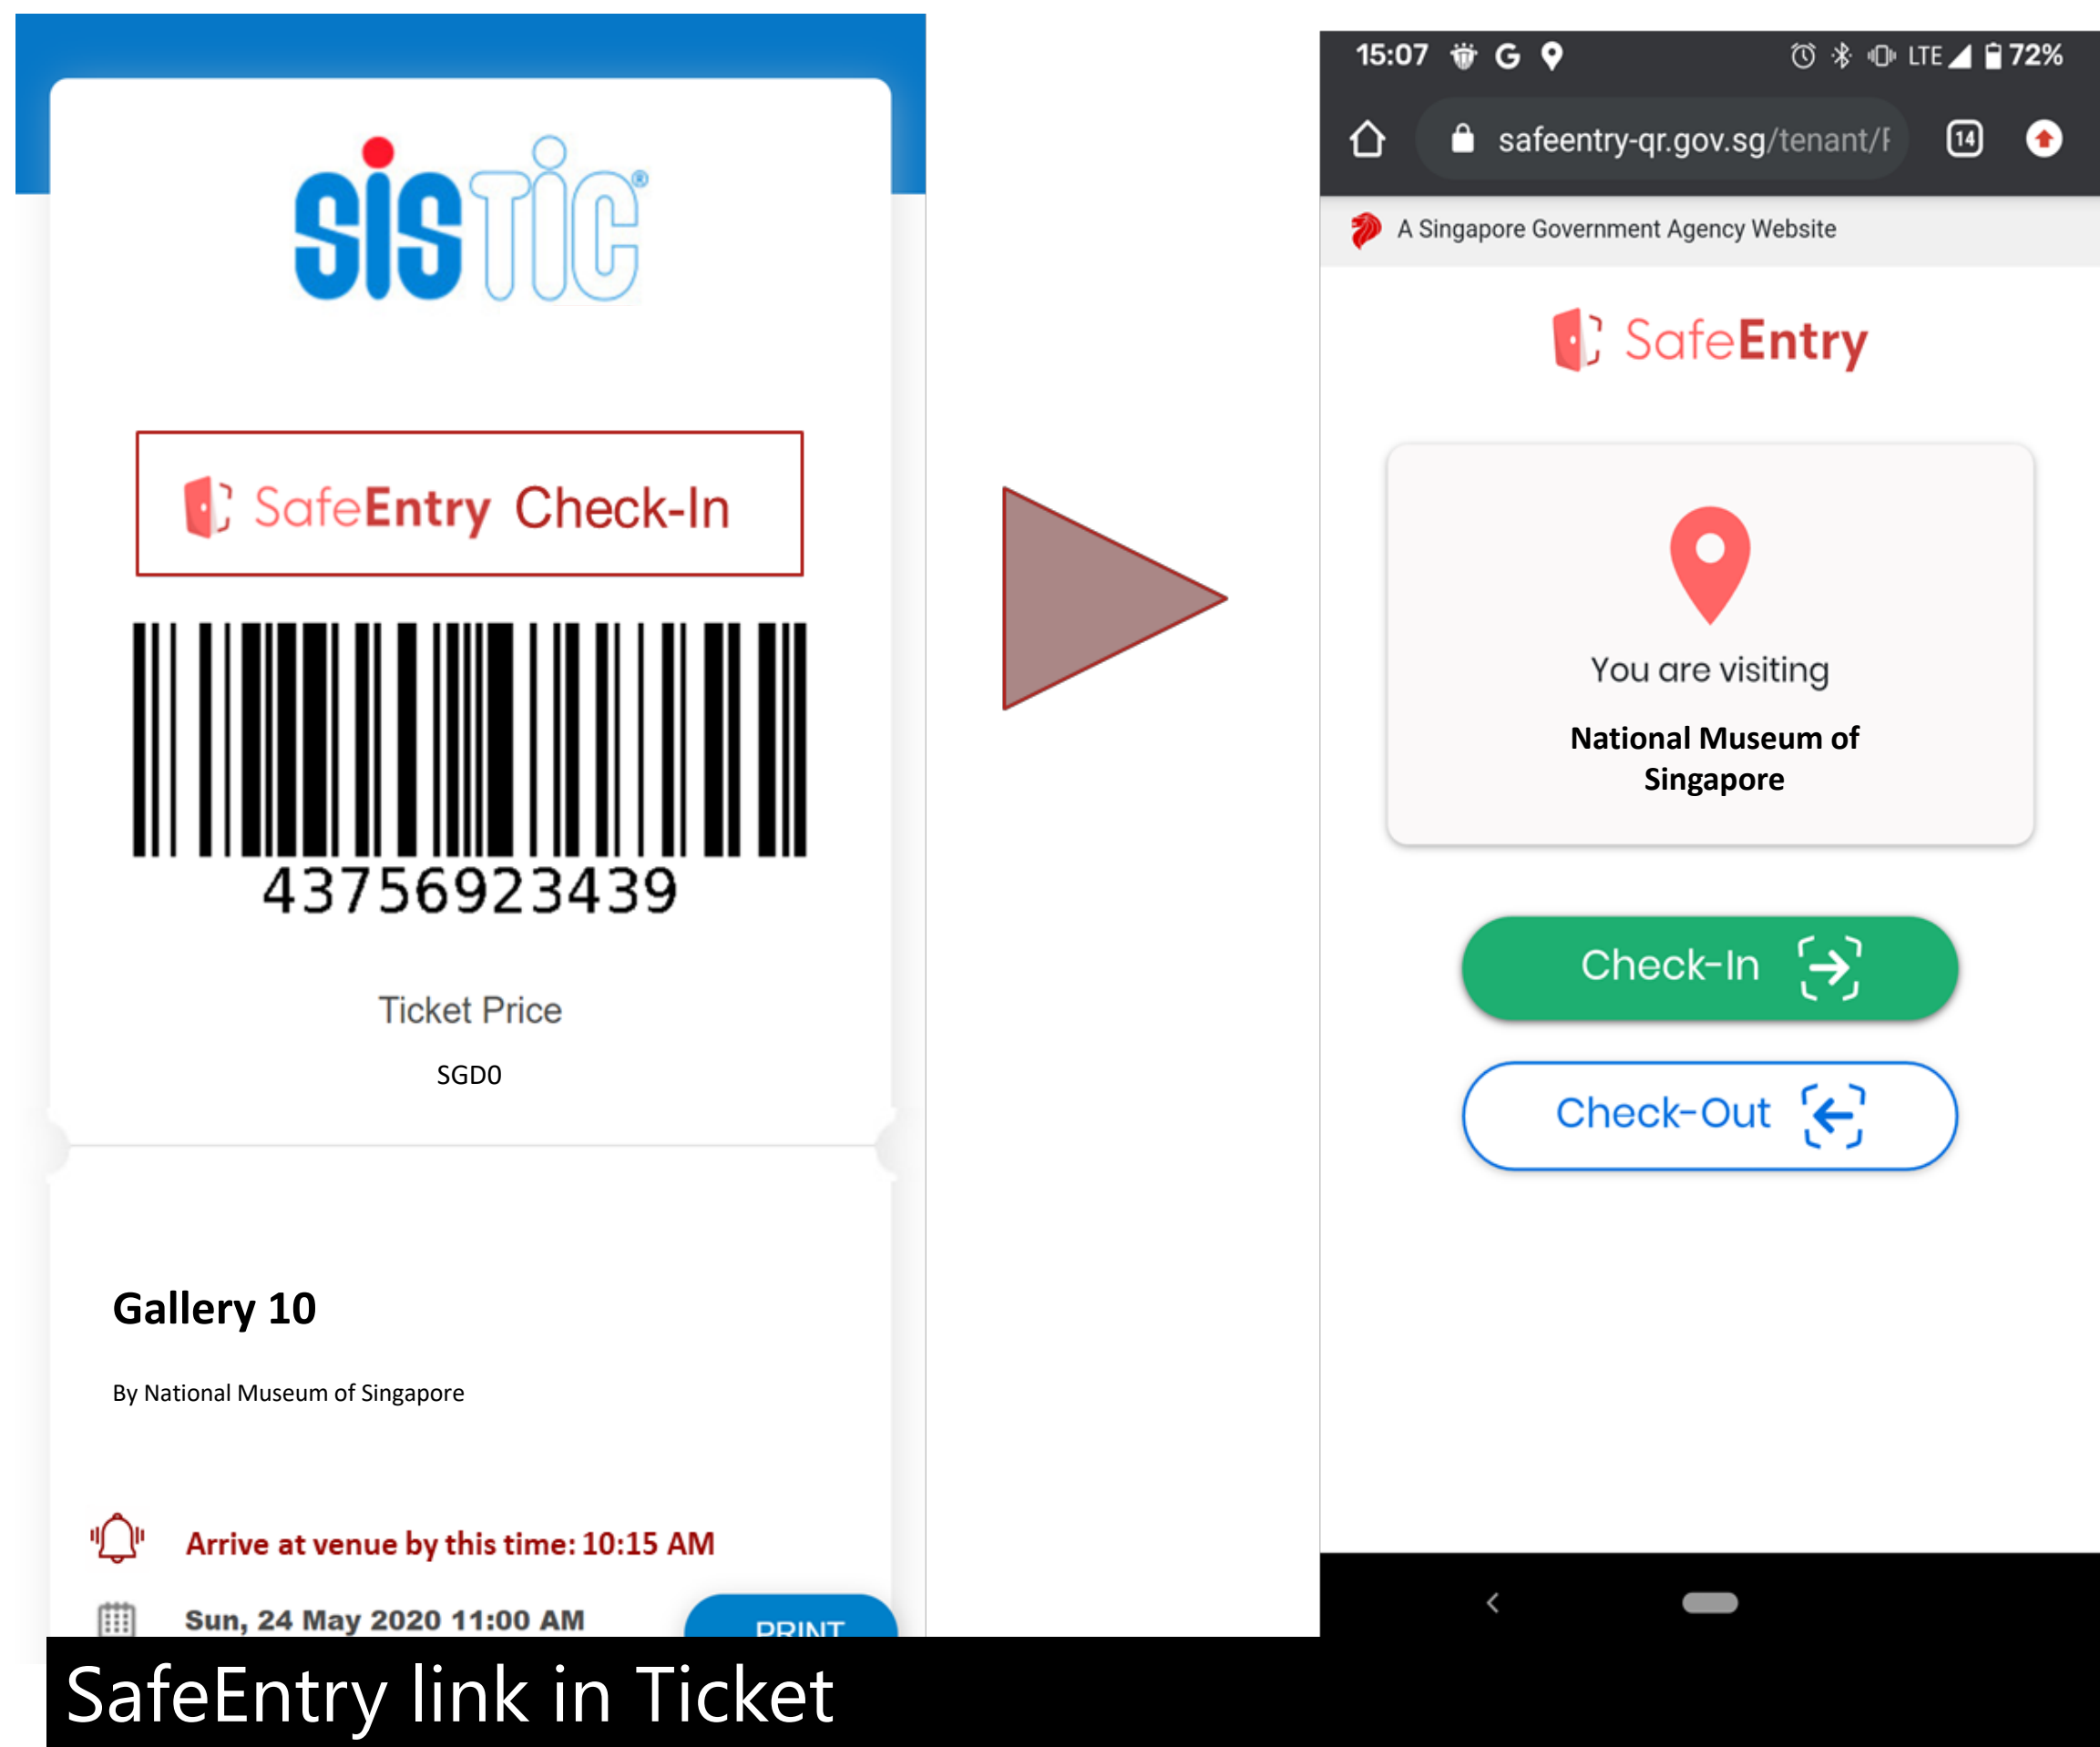 sistic®
SafeEntry Check-In
43756923439
Ticket Price
SGD0
Gallery 10
By National Museum of Singapore
Arrive at venue by this time: 10:15 AM
Sun, 24 May 2020 11:00 AM
PRINT
15:07 G LTE 72%
safeentry-qr.gov.sg/tenant/
14
A Singapore Government Agency Website
SafeEntry
You are visiting
National Museum of
Singapore
Check-In
Check-Out
SafeEntry link in Ticket